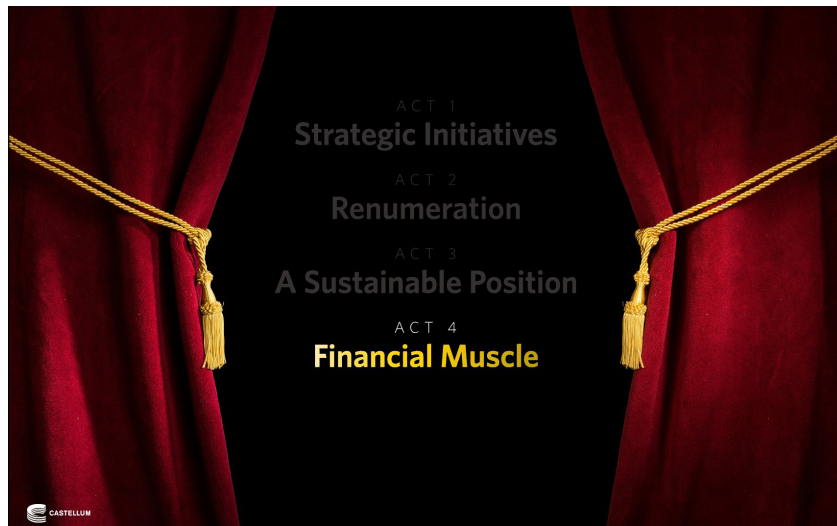 ACT 1
Strategic Initiatives
ACT 2
Renumeration
ACT 3
A Sustainable Position
ACT 4
Financial Muscle
CASTELLUM